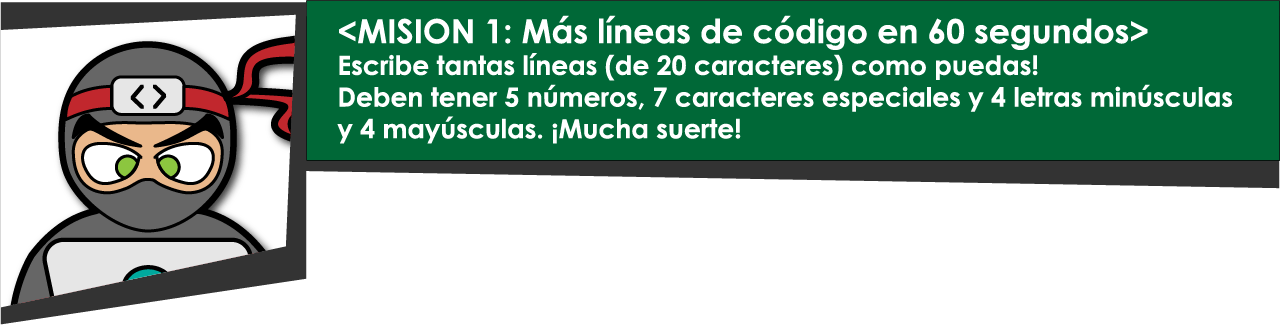 <MISION 1: Más líneas de código en 60 segundos>
Escribe tantas líneas (de 20 caracteres) como puedas!
Deben tener 5 números, 7 caracteres especiales y 4 letras minúsculas
y 4 mayúsculas. ¡Mucha suerte!
< >